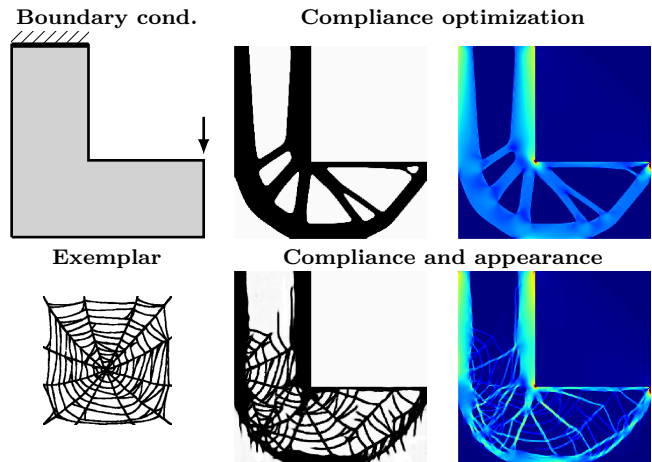 Boundary cond.
Compliance optimization
Exemplar
Compliance and appearance